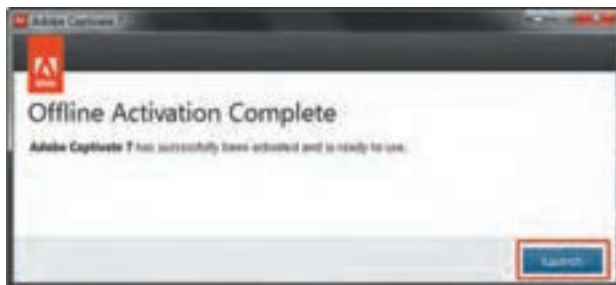 Adobe Captivate 7
Adobe
Offline Activation Complete
Adobe Captivate 7 has successfully been activated and is ready to use.
Launch